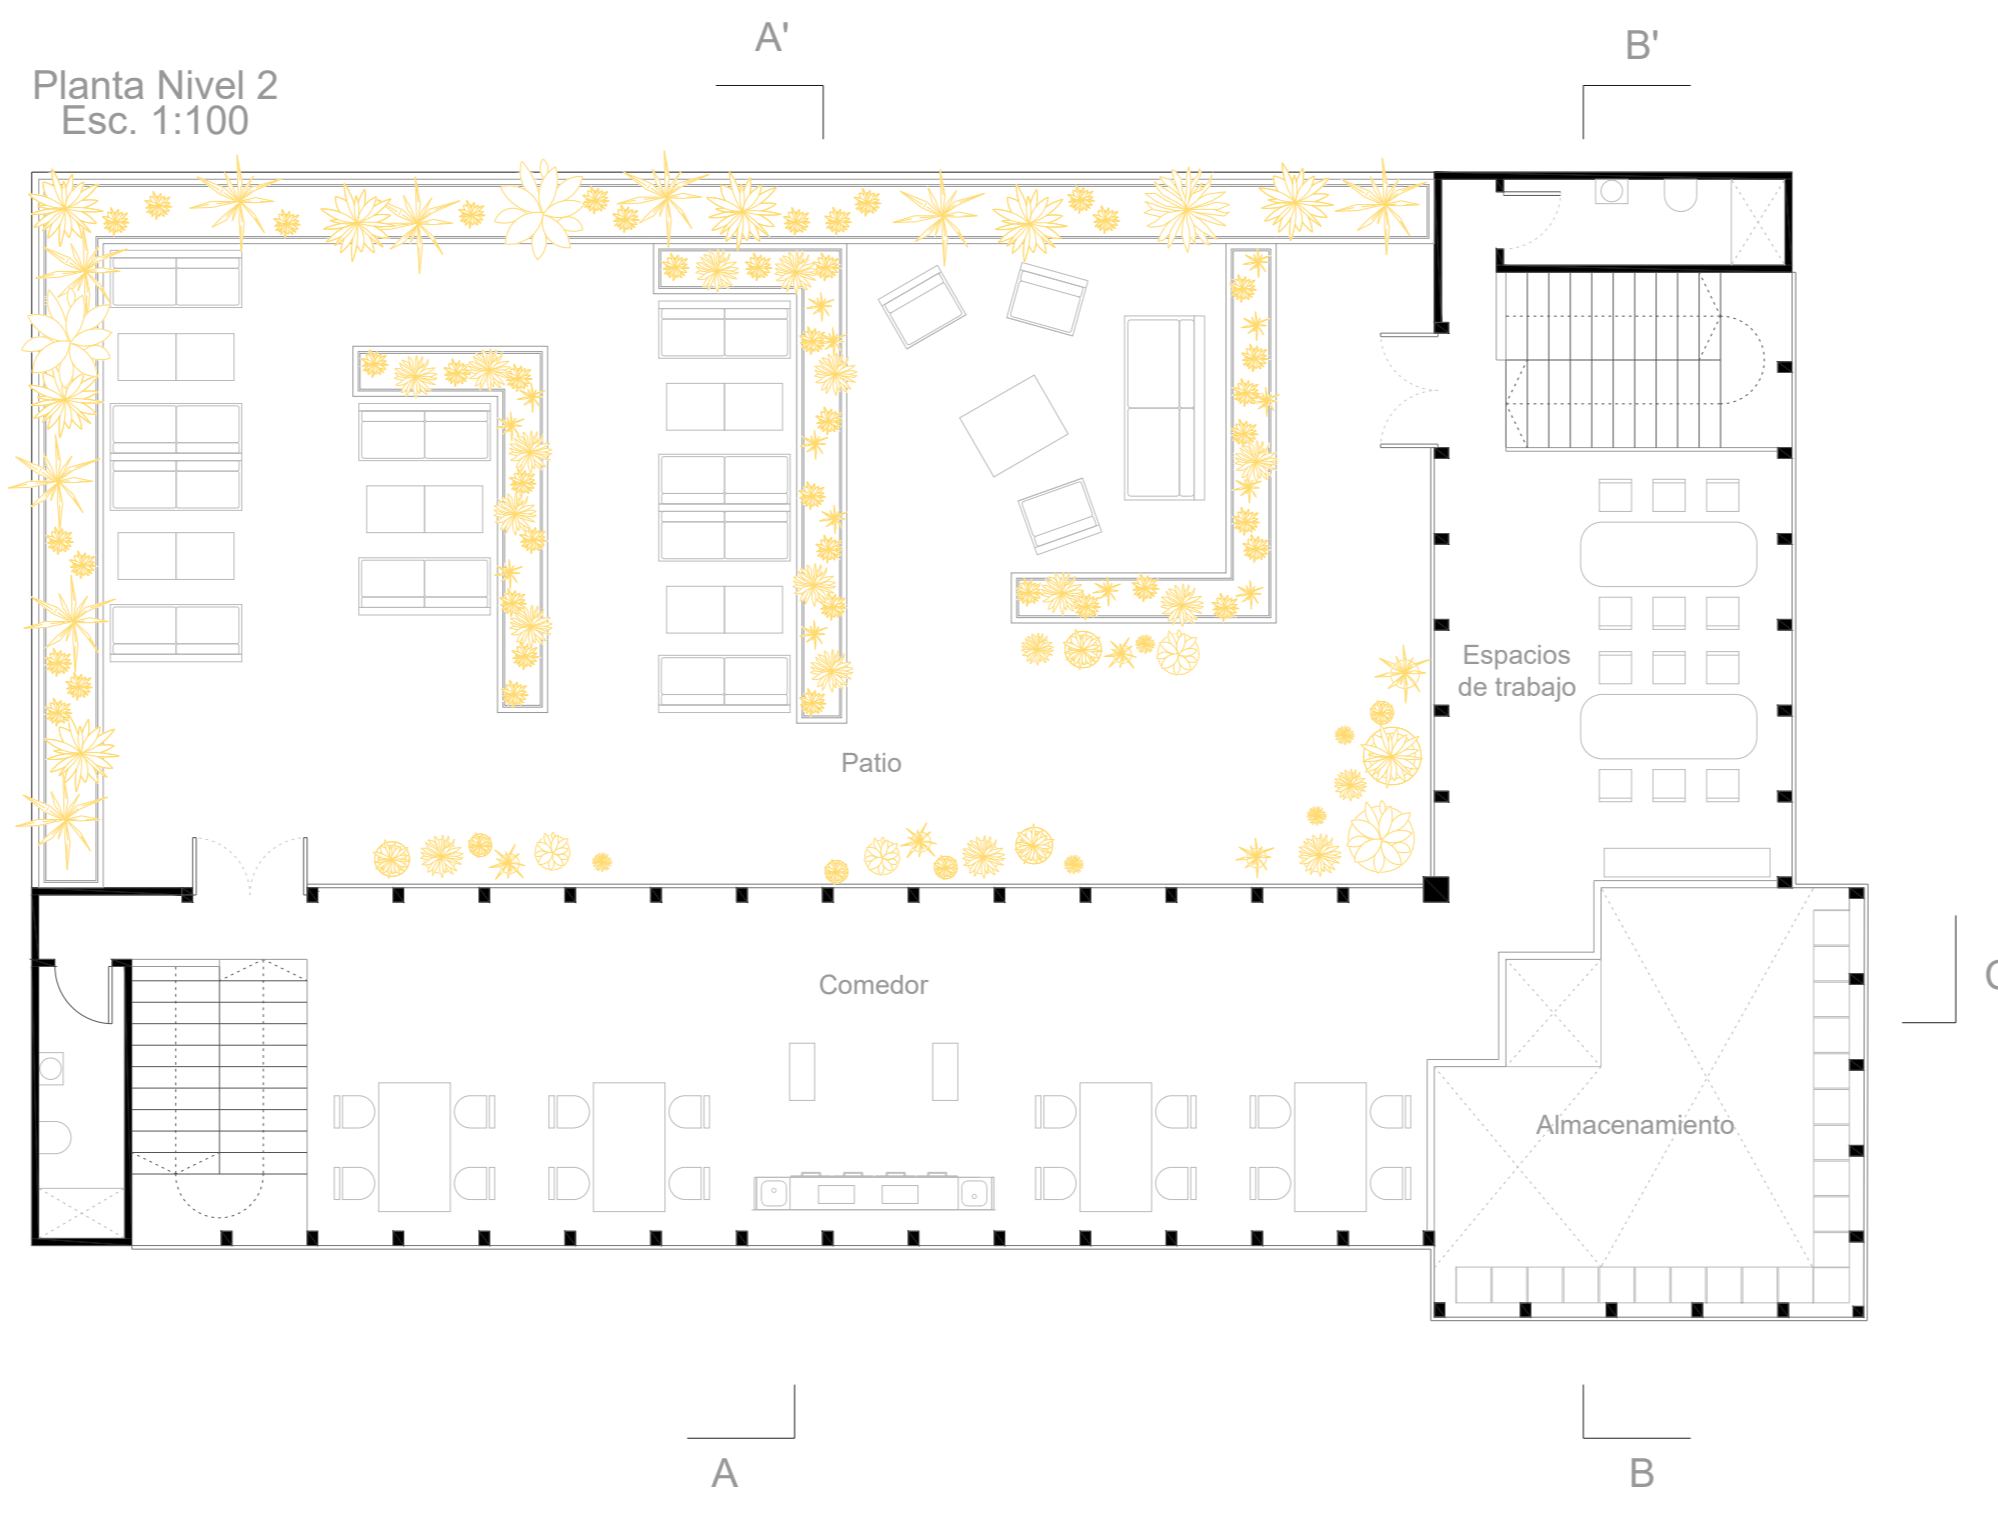 A'
B'
Planta Nivel 2
Esc. 1:100
Espacios
de trabajo
Patio
Comedor
Almacenamiento
A
B